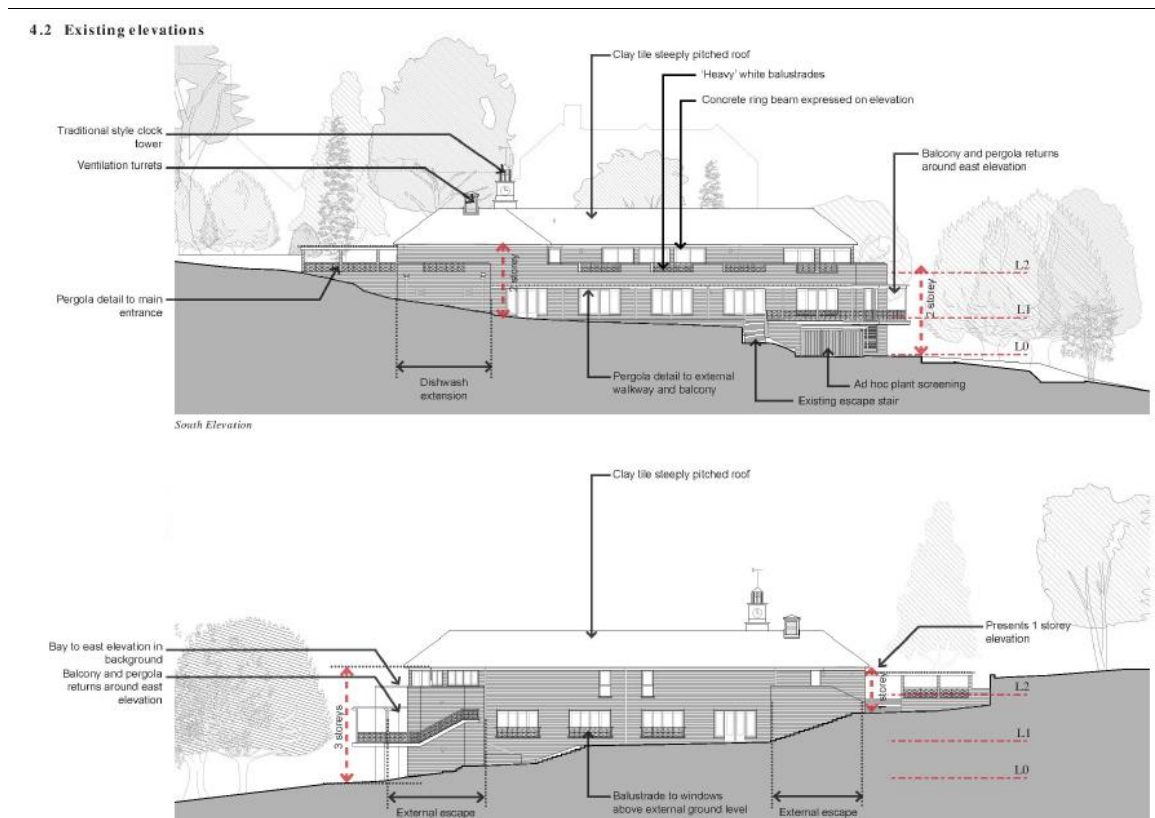 4.2 Existing elevations
Clay tile steeply pitched roof
'Heavy' white balustrades
Concrete ring beam expressed on elevation
Traditional style clock
tower
Ventilation turrets
Balcony and pergola returns
around east elevation
Pergola detail to main
entrance
2 storey
2 storey
L2
L1
L0
Dishwash
extension
Pergola detail to external
walkway and balcony
Ad hoc plant screening
Existing escape stair
South Elevation
Clay tile steeply pitched roof
Bay to east elevation in
background
Balcony and pergola
returns around east
elevation
Presents 1 storey
elevation
3 storeys
1 storey
L2
L1
L0
External escape
Balustrade to windows
above external ground level
External escape